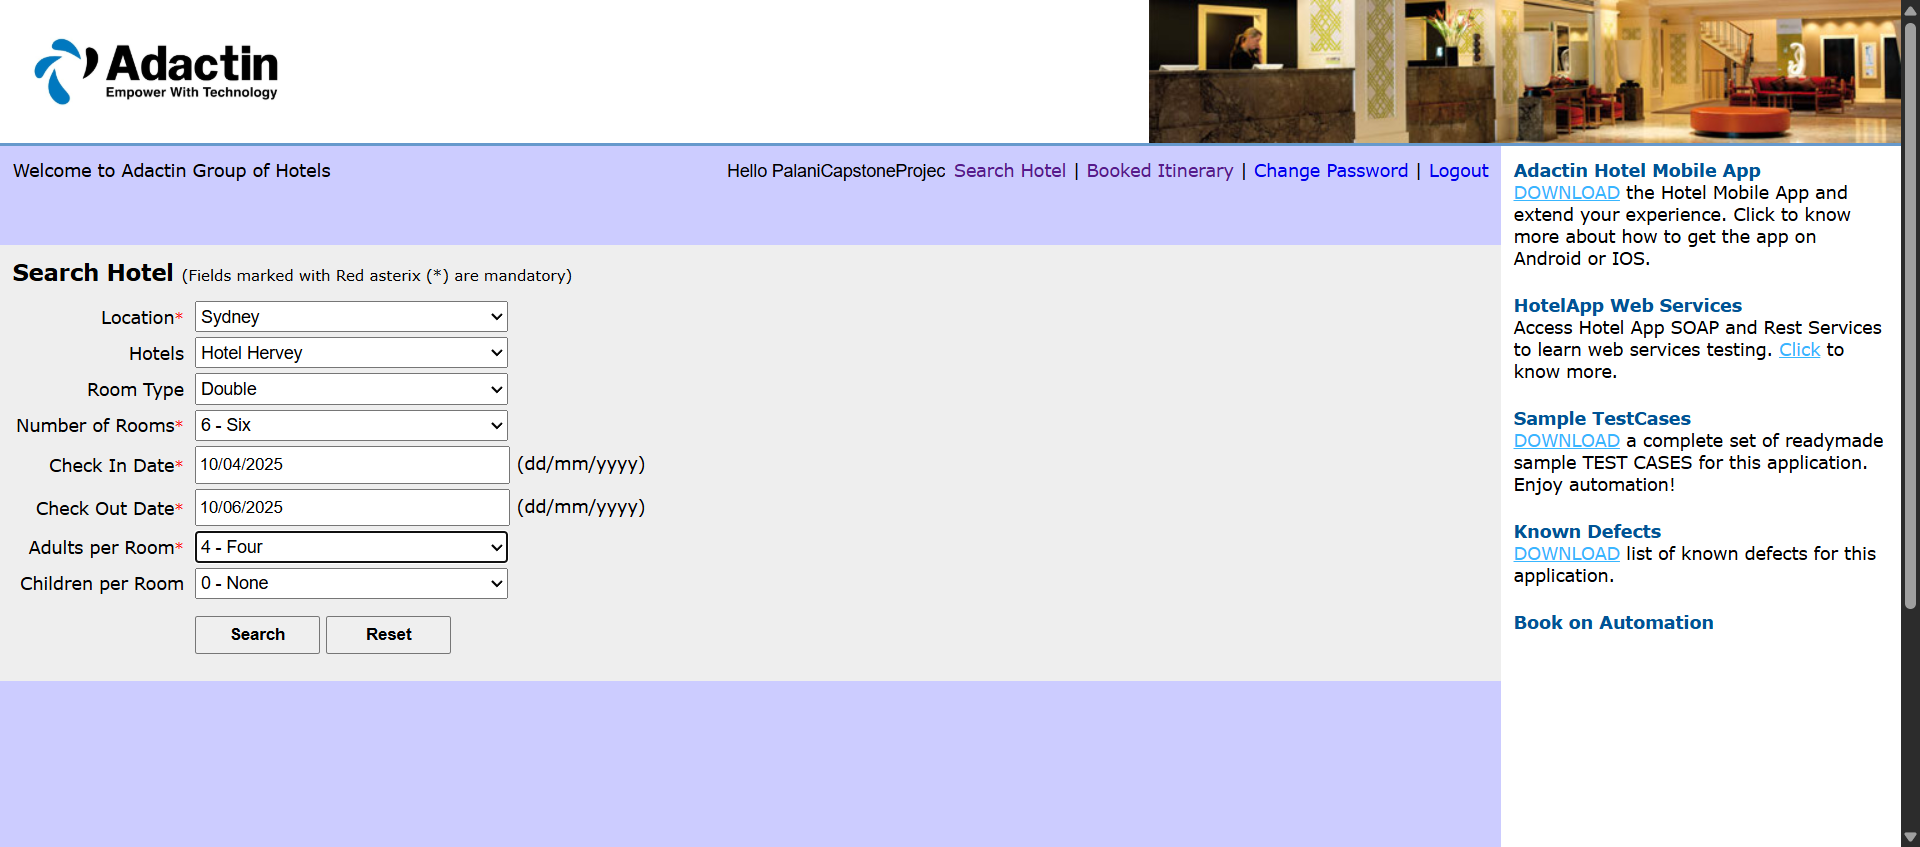 Adactin
Empower With Technology
Welcome to Adactin Group of Hotels
Hello PalaniCapstoneProjec Search Hotel | Booked Itinerary | Change Password | Logout
Search Hotel (Fields marked with Red asterix (*) are mandatory)
Location* Sydney
Hotels Hotel Hervey
Room Type Double
Number of Rooms* 6 - Six
Check In Date* 10/04/2025 (dd/mm/yyyy)
Check Out Date* 10/06/2025 (dd/mm/yyyy)
Adults per Room* 4 - Four
Children per Room 0 - None
Search Reset
Adactin Hotel Mobile App
DOWNLOAD the Hotel Mobile App and
extend your experience. Click to know
more about how to get the app on
Android or IOS.
HotelApp Web Services
Access Hotel App SOAP and Rest Services
to learn web services testing. Click to
know more.
Sample TestCases
DOWNLOAD a complete set of readymade
sample TEST CASES for this application.
Enjoy automation!
Known Defects
DOWNLOAD list of known defects for this
application.
Book on Automation